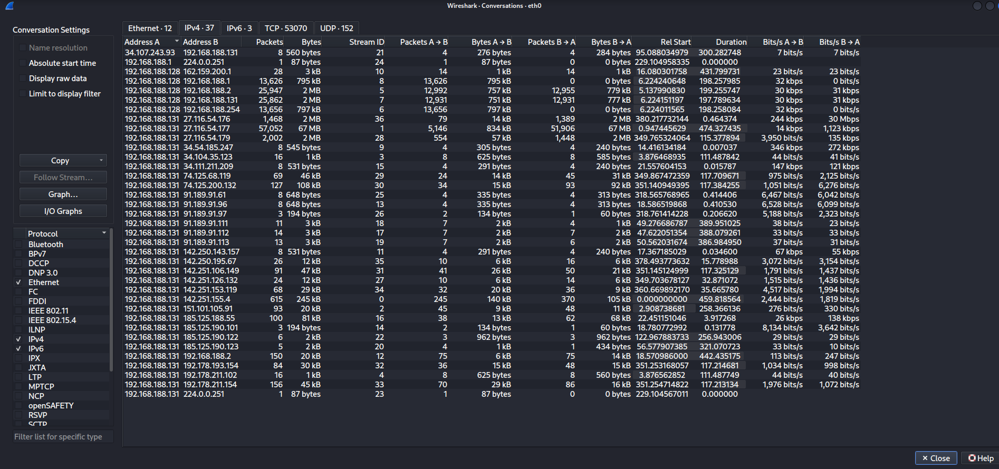 Wireshark · Conversations · eth0
Conversation Settings
Name resolution
Absolute start time
Display raw data
Limit to display filter
Copy
Follow Stream...
Graph...
I/O Graphs
Protocol
Bluetooth
BPv7
DCCP
DNP 3.0
Ethernet
FC
FDDI
IEEE 802.11
IEEE 802.15.4
ILNP
IPv4
IPv6
IPX
JXTA
LTP
MPTCP
NCP
openSAFETY
RSVP
SCTP
Filter list for specific type
Ethernet · 12 IPv4 · 37 IPv6 · 3 TCP · 53070 UDP · 152
Address A Address B Packets Bytes Stream ID Packets A → B Bytes A → B Packets B → A Bytes B → A Rel Start Duration Bits/s A → B Bits/s B → A
34.107.243.93 192.168.188.131 8 560 bytes 21 4 276 bytes 4 284 bytes 95.088034979 300.282748 7 bits/s 7 bits/s
192.168.188.1 224.0.0.251 1 87 bytes 24 1 87 bytes 0 0 bytes 229.104958335 0.000000
192.168.188.128 162.159.200.1 28 3 kB 10 14 1 kB 14 1 kB 16.080301758 431.799731 23 bits/s 23 bits/s
192.168.188.128 192.168.188.1 13,626 795 kB 8 13,626 795 kB 0 0 bytes 6.224240648 198.257985 32 kbps 0 bits/s
192.168.188.128 192.168.188.2 25,947 2 MB 5 12,992 757 kB 12,955 779 kB 5.137990830 199.255747 30 kbps 31 kbps
192.168.188.128 192.168.188.131 25,862 2 MB 7 12,931 751 kB 12,931 777 kB 6.224151197 197.789634 30 kbps 31 kbps
192.168.188.128 192.168.188.254 13,656 797 kB 6 13,656 797 kB 0 0 bytes 6.224011565 198.258084 32 kbps 0 bits/s
192.168.188.131 27.116.54.176 1,468 2 MB 36 79 14 kB 1,389 2 MB 380.217732144 0.464374 244 kbps 30 Mbps
192.168.188.131 27.116.54.177 57,052 67 MB 1 5,146 834 kB 51,906 67 MB 0.947445629 474.327435 14 kbps 1,123 kbps
192.168.188.131 27.116.54.179 2,002 2 MB 28 554 57 kB 1,448 2 MB 349.765324064 115.377894 3,950 bits/s 135 kbps
192.168.188.131 34.54.185.247 8 545 bytes 9 4 305 bytes 4 240 bytes 14.416134184 0.007037 346 kbps 272 kbps
192.168.188.131 34.104.35.123 16 1 kB 3 8 625 bytes 8 585 bytes 3.876468935 111.487842 44 bits/s 41 bits/s
192.168.188.131 34.111.211.209 8 531 bytes 15 4 291 bytes 4 240 bytes 21.557604153 0.015787 147 kbps 121 kbps
192.168.188.131 74.125.68.119 69 46 kB 29 24 14 kB 45 31 kB 349.867472359 117.709671 975 bits/s 2,125 bits/s
192.168.188.131 74.125.200.132 127 108 kB 30 34 15 kB 93 92 kB 351.140949395 117.384255 1,051 bits/s 6,276 bits/s
192.168.188.131 91.189.91.61 8 648 bytes 25 4 335 bytes 4 313 bytes 318.565768965 0.414406 6,467 bits/s 6,042 bits/s
192.168.188.131 91.189.91.96 8 648 bytes 13 4 335 bytes 4 313 bytes 18.586519868 0.410530 6,528 bits/s 6,099 bits/s
192.168.188.131 91.189.91.97 3 194 bytes 26 2 134 bytes 1 60 bytes 318.761414228 0.206620 5,188 bits/s 2,323 bits/s
192.168.188.131 91.189.91.111 11 3 kB 18 7 2 kB 4 1 kB 49.276686787 389.951025 38 bits/s 23 bits/s
192.168.188.131 91.189.91.112 14 3 kB 17 7 2 kB 7 2 kB 47.622051354 388.079261 33 bits/s 33 bits/s
192.168.188.131 91.189.91.113 13 3 kB 19 7 2 kB 6 2 kB 50.562031674 386.984950 37 bits/s 31 bits/s
192.168.188.131 142.250.143.157 8 531 bytes 11 4 291 bytes 4 240 bytes 17.367185029 0.034600 67 kbps 55 kbps
192.168.188.131 142.250.195.67 26 12 kB 35 10 6 kB 16 6 kB 378.493773632 15.778988 3,072 bits/s 3,154 bits/s
192.168.188.131 142.251.106.149 91 47 kB 31 41 26 kB 50 21 kB 351.145124999 117.325129 1,791 bits/s 1,437 bits/s
192.168.188.131 142.251.126.132 24 12 kB 27 10 6 kB 14 6 kB 349.703678127 32.871072 1,515 bits/s 1,436 bits/s
192.168.188.131 142.251.153.119 68 29 kB 34 32 20 kB 36 9 kB 360.669892170 35.665780 4,517 bits/s 1,994 bits/s
192.168.188.131 142.251.155.4 615 245 kB 0 245 140 kB 370 105 kB 0.000000000 459.818564 2,444 bits/s 1,819 bits/s
192.168.188.131 151.101.105.91 93 20 kB 2 45 9 kB 48 11 kB 2.908738681 258.366136 276 bits/s 330 bits/s
192.168.188.131 185.125.188.55 100 81 kB 16 38 13 kB 62 68 kB 22.451151046 3.917268 26 kbps 138 kbps
192.168.188.131 185.125.190.101 3 194 bytes 14 2 134 bytes 1 60 bytes 18.780772992 0.131778 8,134 bits/s 3,642 bits/s
192.168.188.131 185.125.190.122 6 2 kB 22 3 962 bytes 3 962 bytes 122.967883733 256.943006 29 bits/s 29 bits/s
192.168.188.131 185.125.190.123 5 2 kB 20 4 1 kB 1 434 bytes 56.577907385 321.070723 33 bits/s 10 bits/s
192.168.188.131 192.168.188.2 150 20 kB 12 75 6 kB 75 14 kB 18.570986000 442.435175 113 bits/s 247 bits/s
192.168.188.131 192.178.193.154 84 30 kB 32 36 15 kB 48 15 kB 351.253168057 117.214681 1,034 bits/s 998 bits/s
192.168.188.131 192.178.211.102 16 1 kB 4 8 625 bytes 8 560 bytes 3.876562852 111.487749 44 bits/s 40 bits/s
192.168.188.131 192.178.211.154 156 45 kB 33 70 29 kB 86 16 kB 351.254714822 117.213134 1,976 bits/s 1,072 bits/s
192.168.188.131 224.0.0.251 1 87 bytes 23 1 87 bytes 0 0 bytes 229.104567011 0.000000
Close
Help